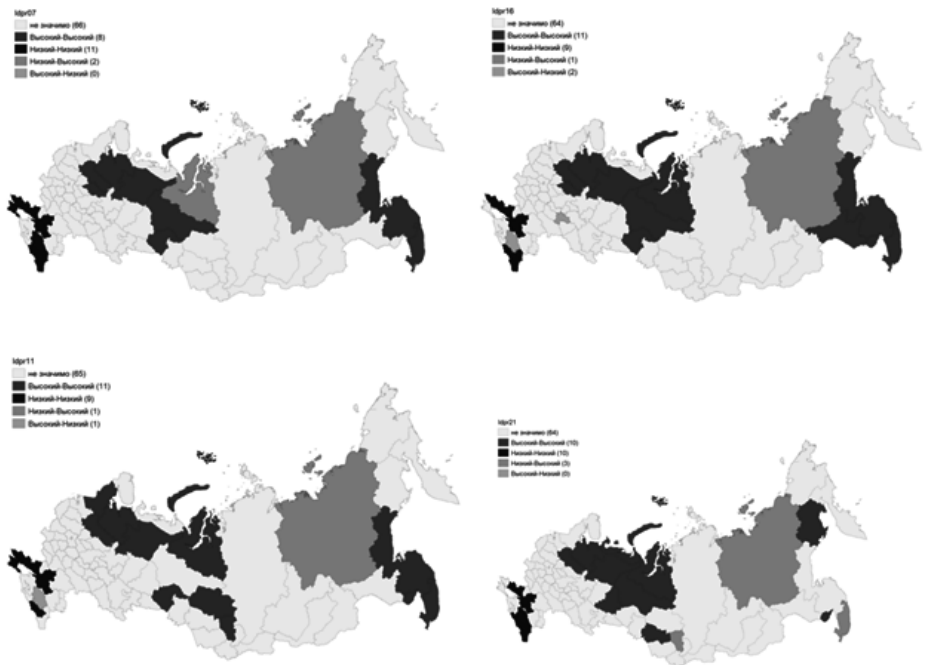 ldpr07
не значимо (66)
Высокий-Высокий (8)
Низкий-Низкий (11)
Низкий-Высокий (2)
Высокий-Низкий (0)
ldpr16
не значимо (64)
Высокий-Высокий (11)
Низкий-Низкий (9)
Низкий-Высокий (1)
Высокий-Низкий (2)
ldpr11
не значимо (65)
Высокий-Высокий (11)
Низкий-Низкий (9)
Низкий-Высокий (1)
Высокий-Низкий (1)
ldpr21
не значимо (64)
Высокий-Высокий (10)
Низкий-Низкий (10)
Низкий-Высокий (3)
Высокий-Низкий (0)